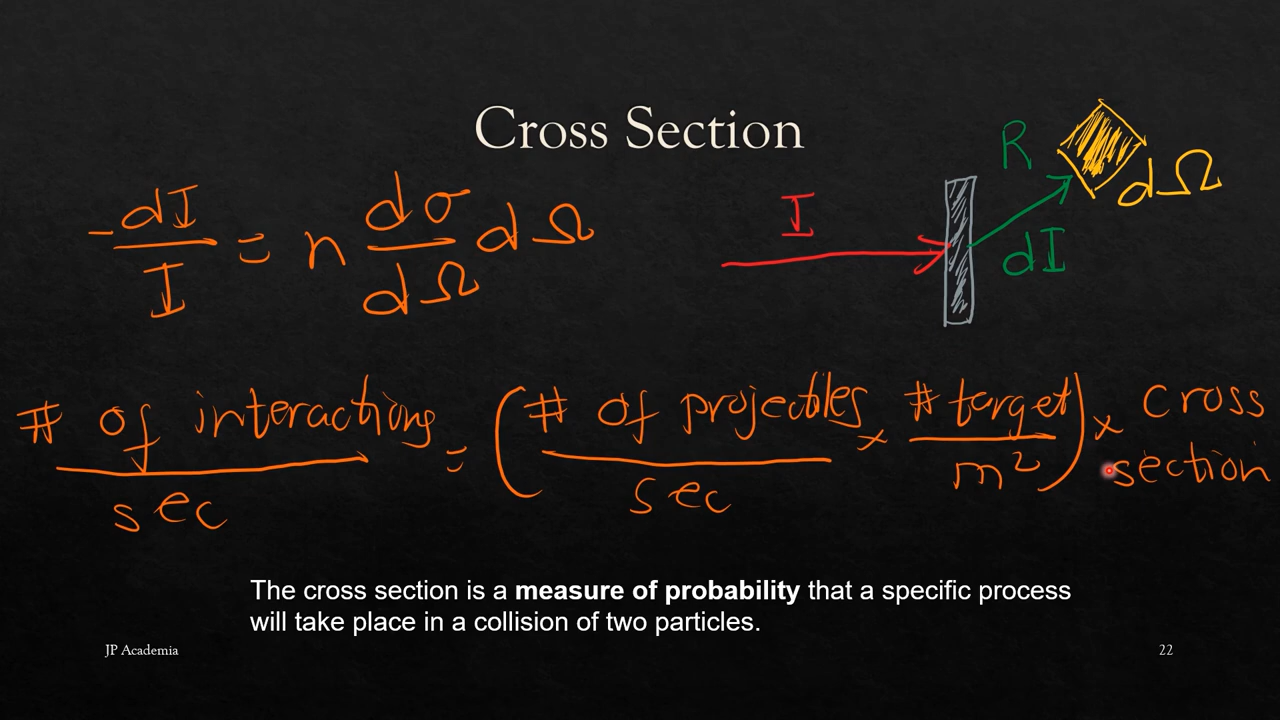 Cross Section
-dI/I = n dσ/dΩ dΩ
I
R
dI
dΩ
# of interactions/sec = (# of projectiles/sec × # target/m²) × cross section
The cross section is a measure of probability that a specific process
will take place in a collision of two particles.
JP Academia
22